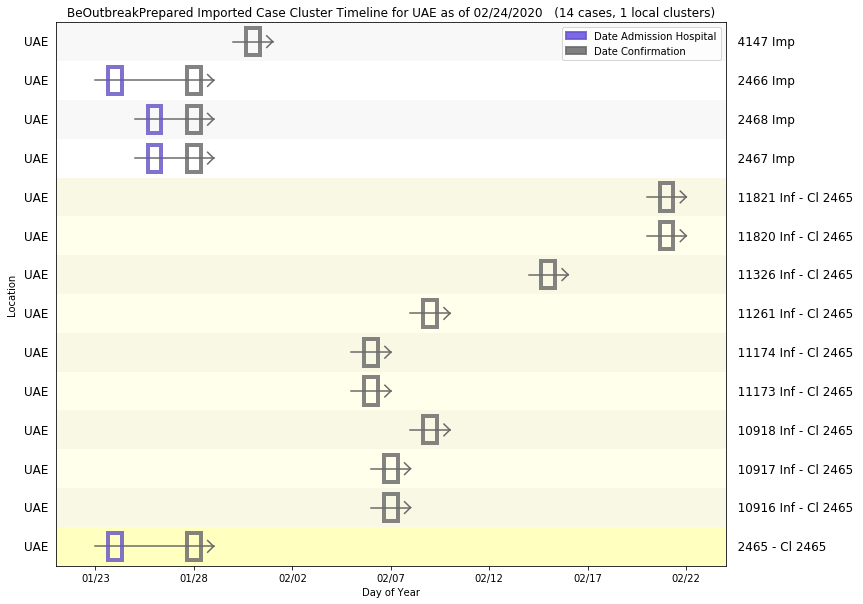 BeOutbreakPrepared Imported Case Cluster Timeline for UAE as of 02/24/2020   (14 cases, 1 local clusters)
Date Admission Hospital
Date Confirmation
UAE 4147 Imp
UAE 2466 Imp
UAE 2468 Imp
UAE 2467 Imp
UAE 11821 Inf - Cl 2465
UAE 11820 Inf - Cl 2465
UAE 11326 Inf - Cl 2465
UAE 11261 Inf - Cl 2465
UAE 11174 Inf - Cl 2465
UAE 11173 Inf - Cl 2465
UAE 10918 Inf - Cl 2465
UAE 10917 Inf - Cl 2465
UAE 10916 Inf - Cl 2465
UAE 2465 - Cl 2465
Location
01/23 01/28 02/02 02/07 02/12 02/17 02/22
Day of Year